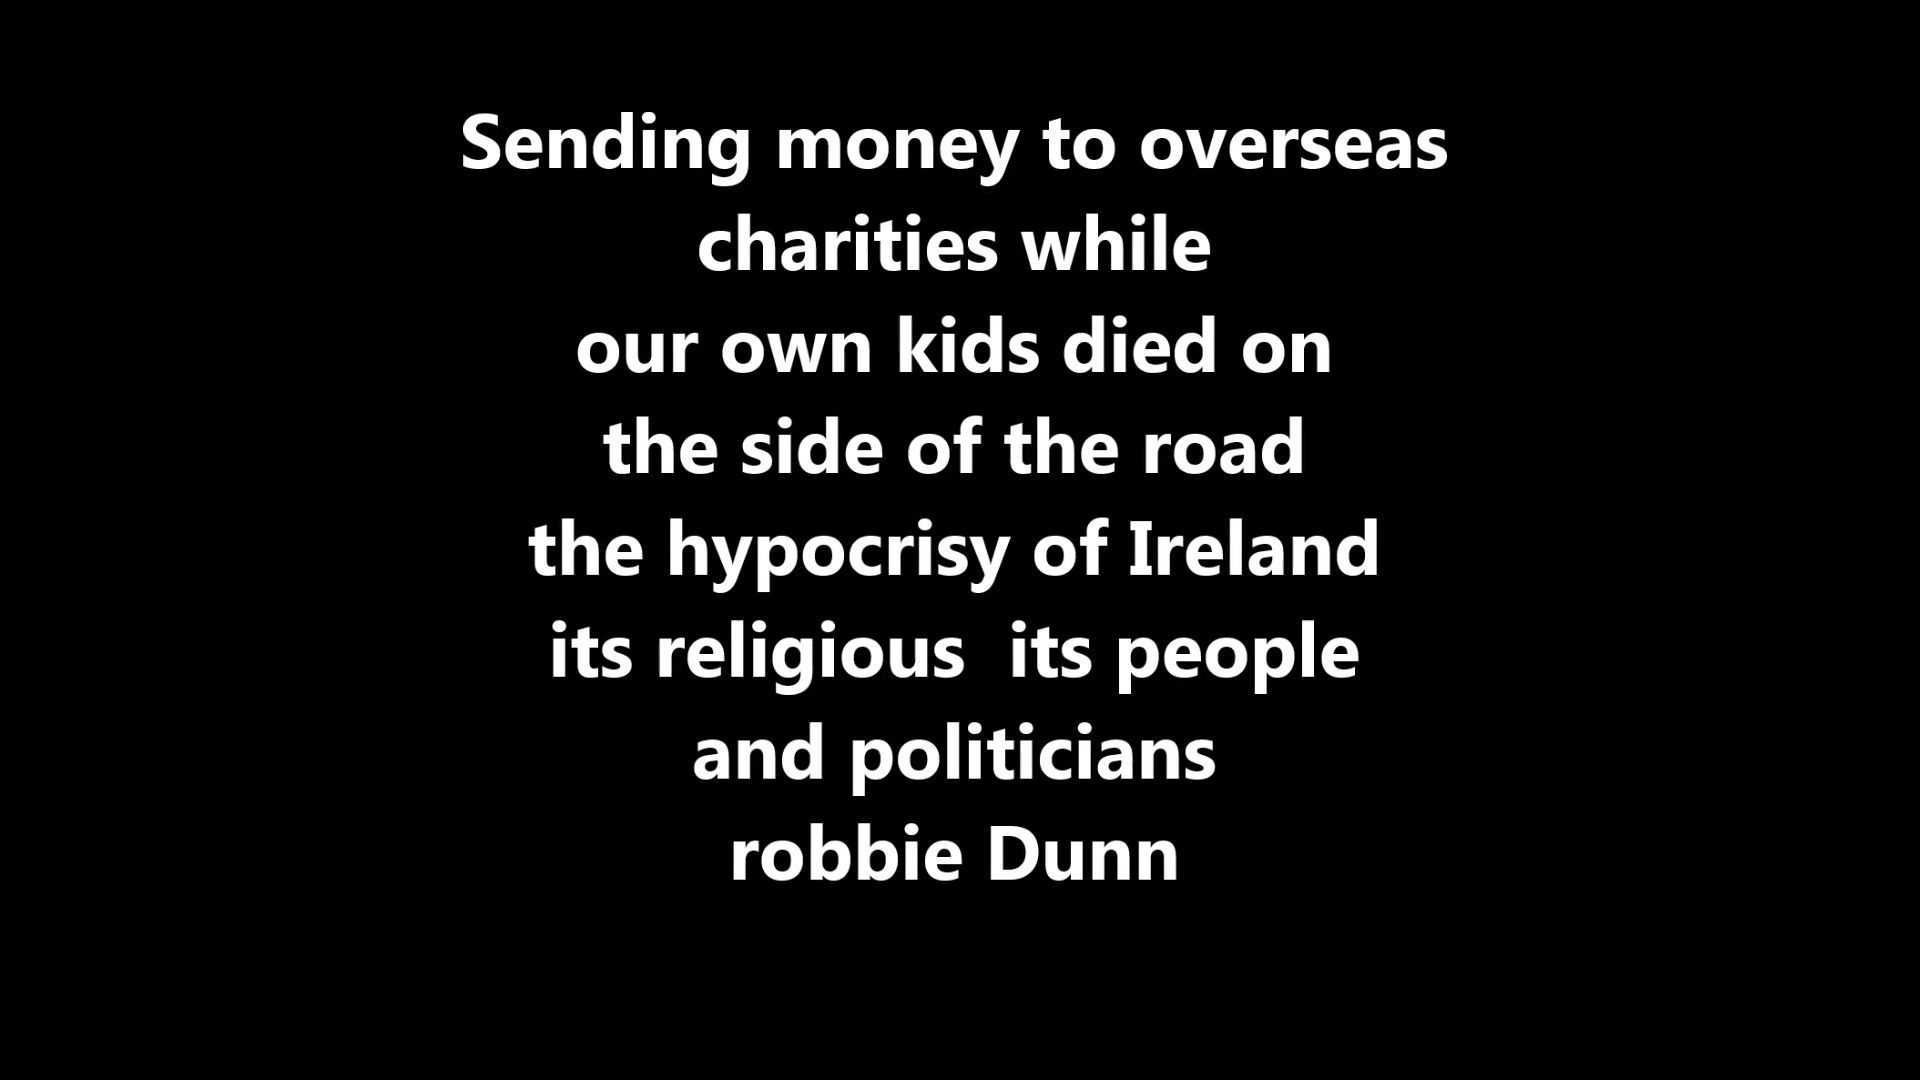 Sending money to overseas
charities while
our own kids died on
the side of the road
the hypocrisy of Ireland
its religious  its people
and politicians
robbie Dunn